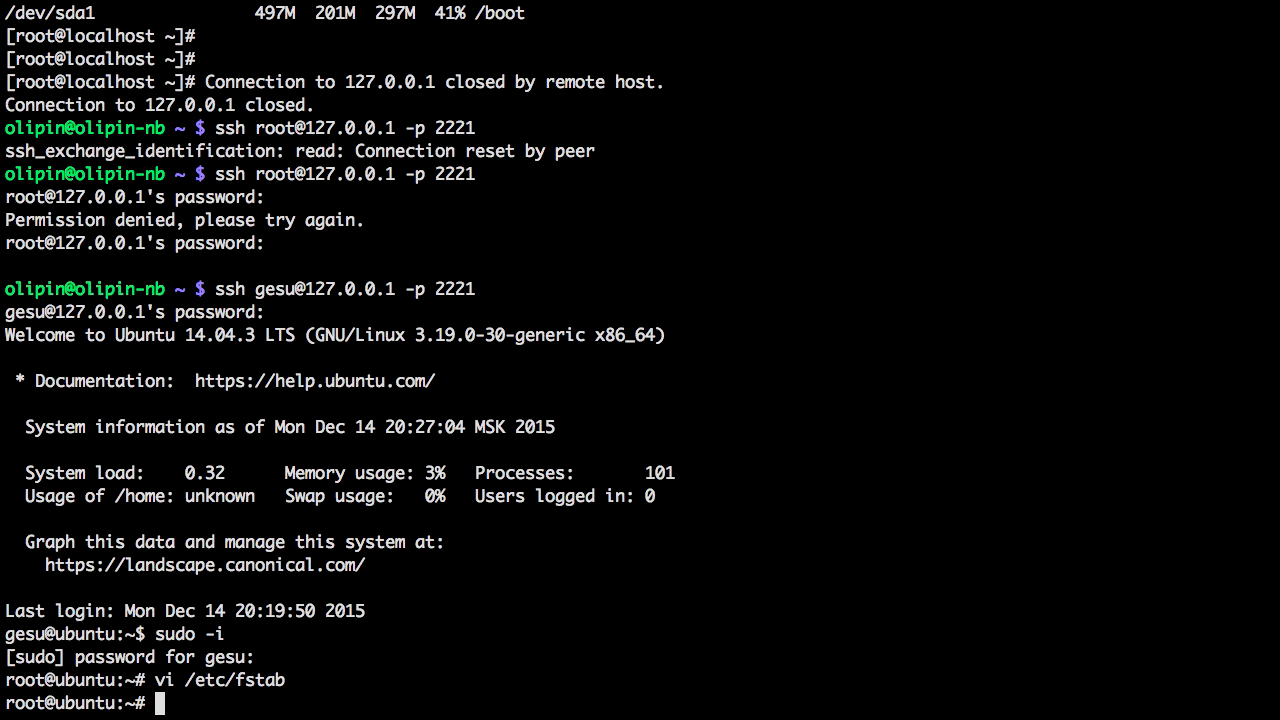 /dev/sda1                497M  201M  297M  41% /boot
[root@localhost ~]#
[root@localhost ~]#
[root@localhost ~]# Connection to 127.0.0.1 closed by remote host.
Connection to 127.0.0.1 closed.
olipin@olipin-nb ~ $ ssh root@127.0.0.1 -p 2221
ssh_exchange_identification: read: Connection reset by peer
olipin@olipin-nb ~ $ ssh root@127.0.0.1 -p 2221
root@127.0.0.1's password:
Permission denied, please try again.
root@127.0.0.1's password:
olipin@olipin-nb ~ $ ssh gesu@127.0.0.1 -p 2221
gesu@127.0.0.1's password:
Welcome to Ubuntu 14.04.3 LTS (GNU/Linux 3.19.0-30-generic x86_64)
 * Documentation:  https://help.ubuntu.com/
  System information as of Mon Dec 14 20:27:04 MSK 2015
  System load:    0.32      Memory usage: 3%   Processes:       101
  Usage of /home: unknown   Swap usage:   0%   Users logged in: 0
  Graph this data and manage this system at:
    https://landscape.canonical.com/
Last login: Mon Dec 14 20:19:50 2015
gesu@ubuntu:~$ sudo -i
[sudo] password for gesu:
root@ubuntu:~# vi /etc/fstab
root@ubuntu:~#